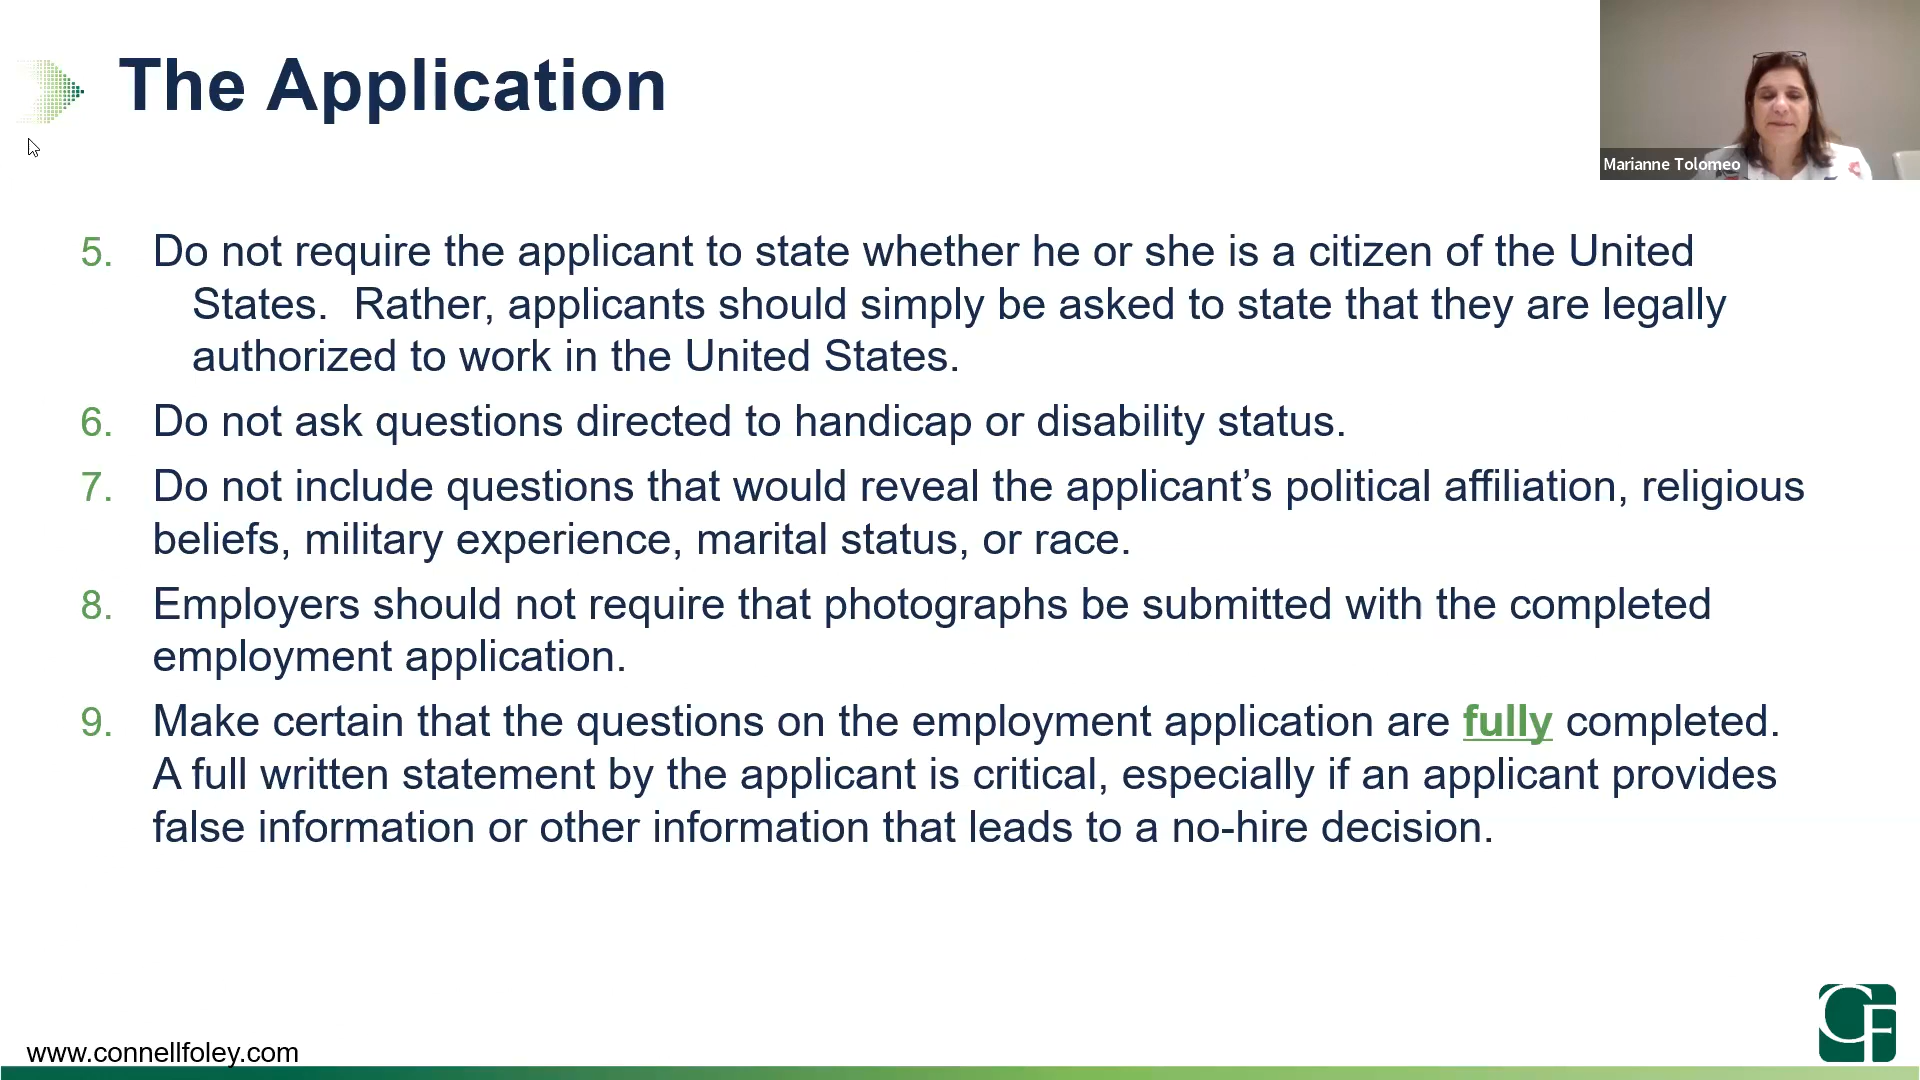 The Application
Marianne Tolomeo
5. Do not require the applicant to state whether he or she is a citizen of the United
States.  Rather, applicants should simply be asked to state that they are legally
authorized to work in the United States.
6. Do not ask questions directed to handicap or disability status.
7. Do not include questions that would reveal the applicant’s political affiliation, religious
beliefs, military experience, marital status, or race.
8. Employers should not require that photographs be submitted with the completed
employment application.
9. Make certain that the questions on the employment application are fully completed.
A full written statement by the applicant is critical, especially if an applicant provides
false information or other information that leads to a no-hire decision.
CF
www.connellfoley.com